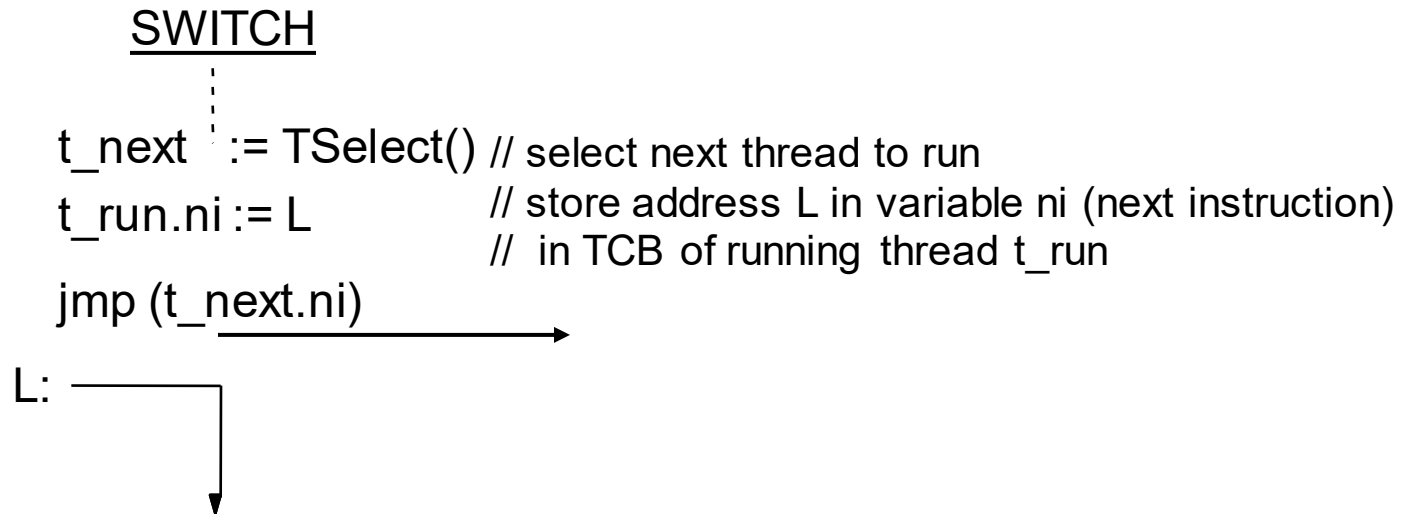 SWITCH
t_next := TSelect() // select next thread to run
t_run.ni := L // store address L in variable ni (next instruction)
// in TCB of running thread t_run
jmp (t_next.ni)
L: